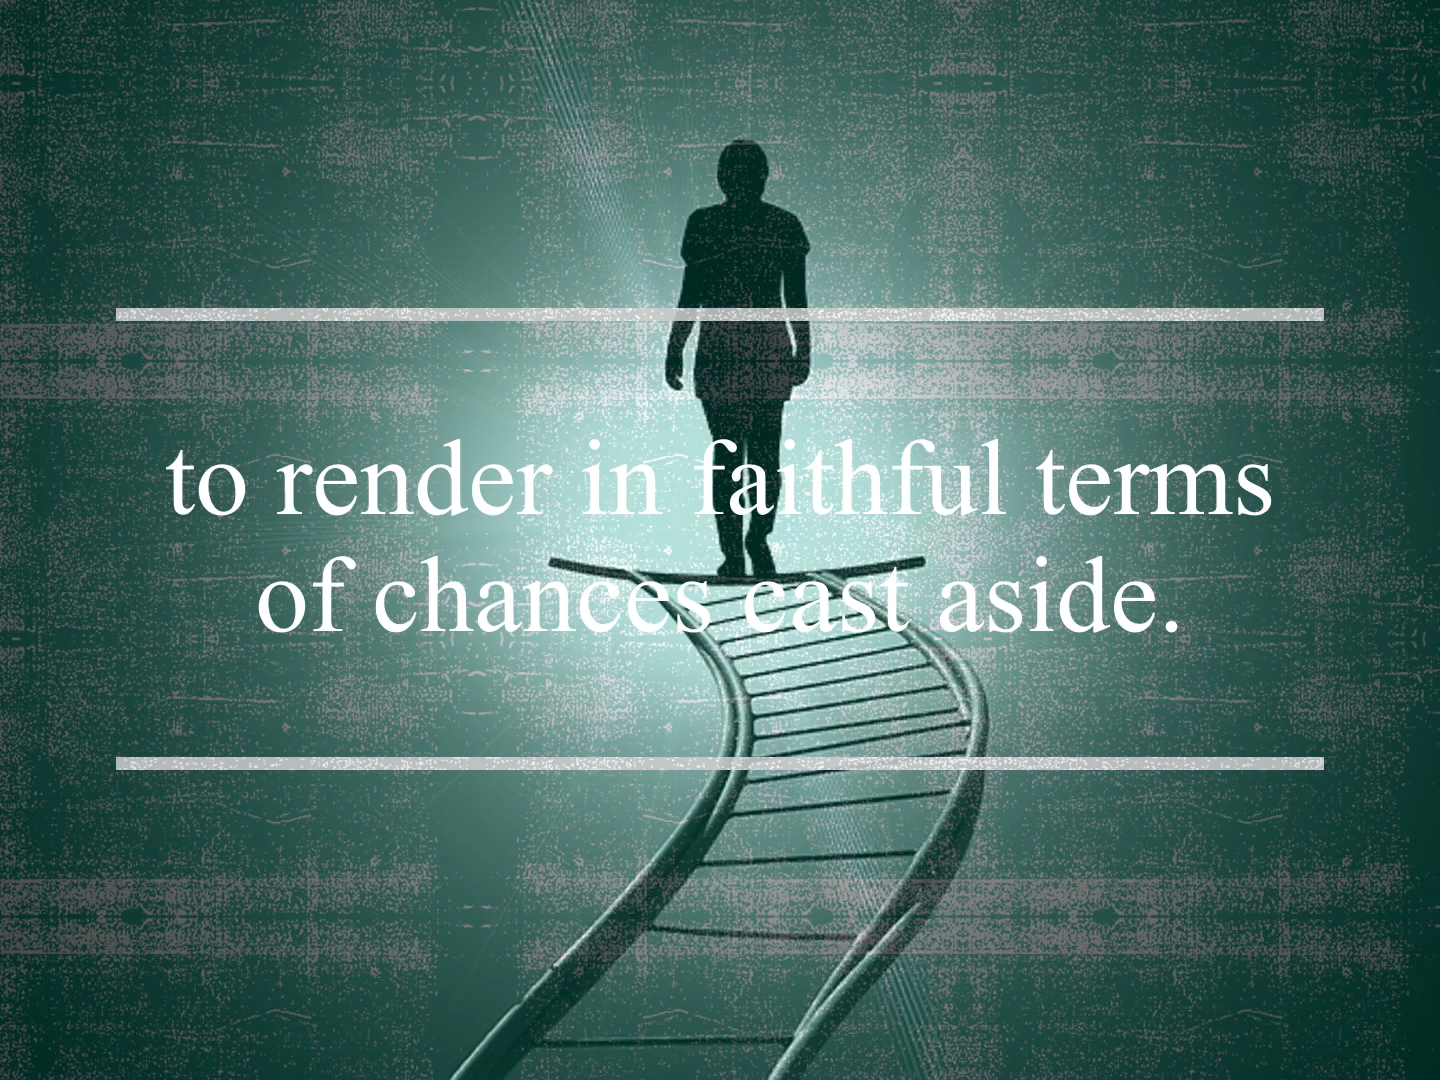 to render in faithful terms
of chances cast aside.